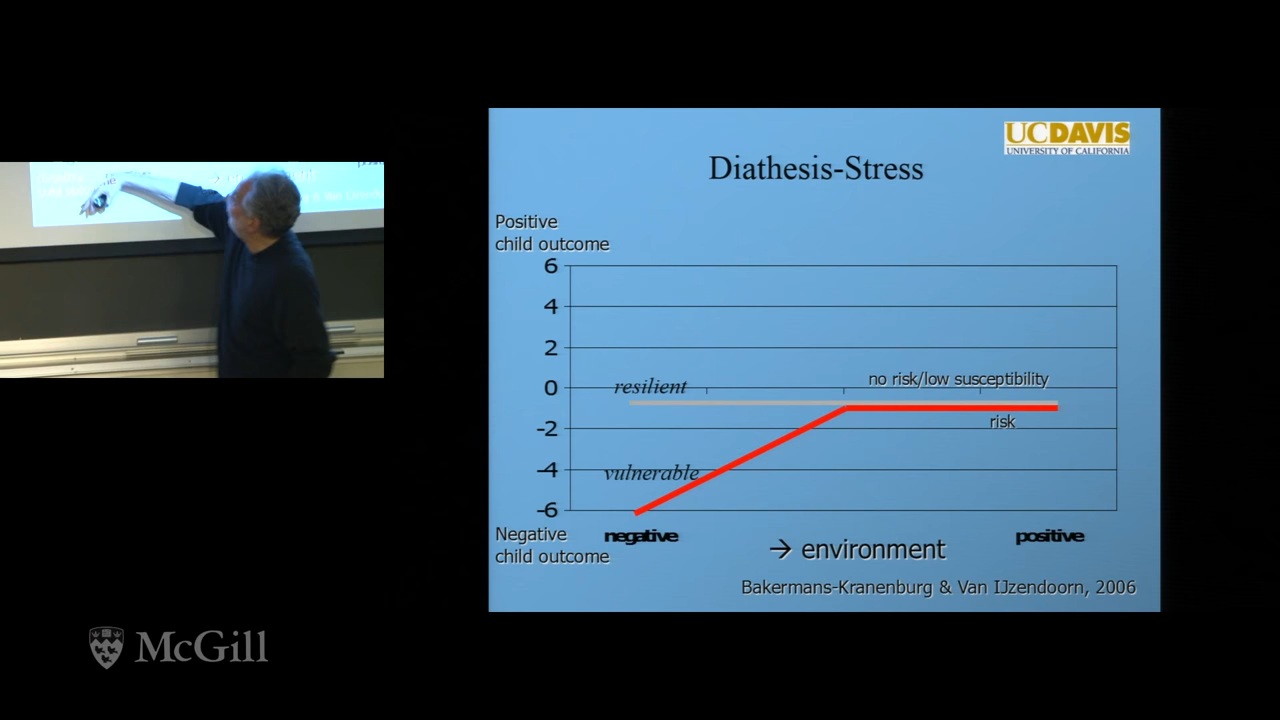 UCDAVIS
UNIVERSITY OF CALIFORNIA
Diathesis-Stress
Positive
child outcome
6
4
2
0
-2
-4
-6
resilient
no risk/low susceptibility
risk
vulnerable
Negative
child outcome
negative
positive
→ environment
Bakermans-Kranenburg & Van IJzendoorn, 2006
McGill